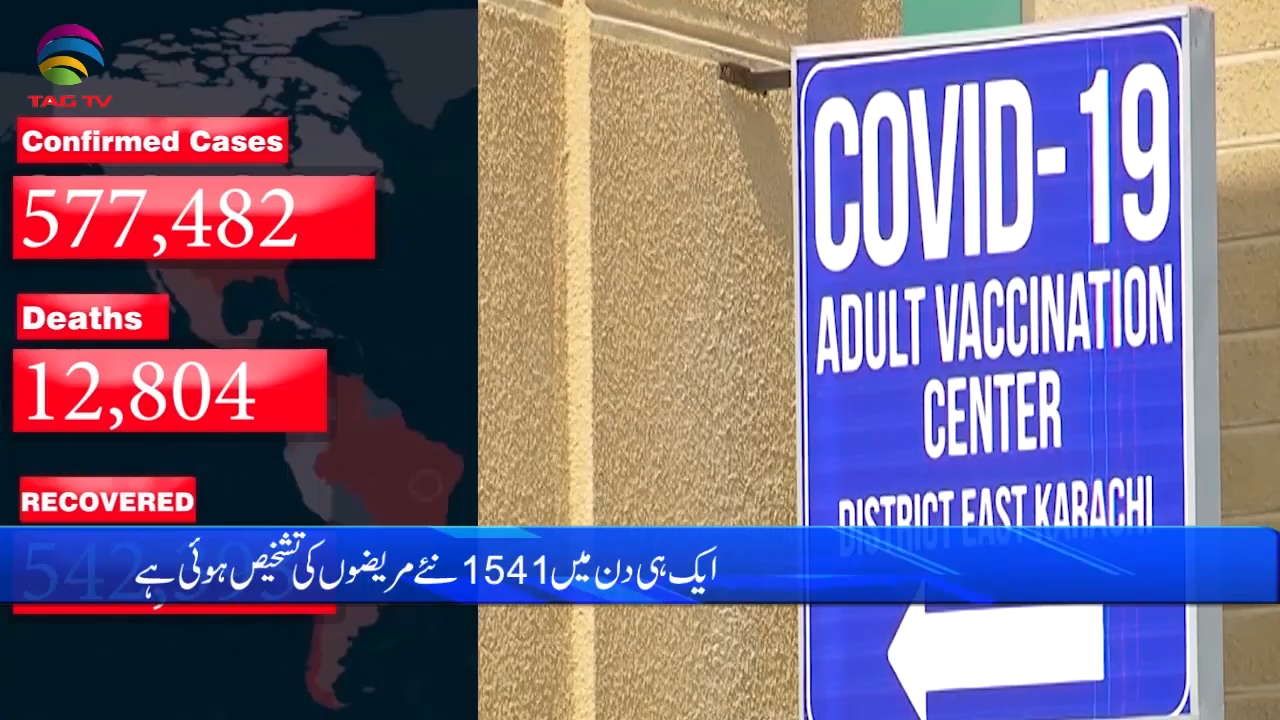 TAG TV
Confirmed Cases
577,482
Deaths
12,804
RECOVERED
ایک ہی دن میں 1541 نئے مریضوں کی تشخیص ہوئی ہے
COVID-19
ADULT VACCINATION
CENTER
DISTRICT EAST KARACHI